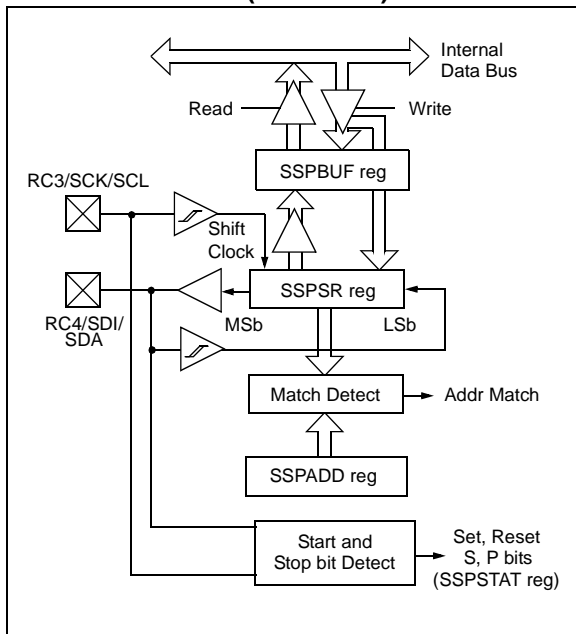 Internal
Data Bus
Read
Write
SSPBUF reg
RC3/SCK/SCL
Shift
Clock
SSPSR reg
MSb
LSb
RC4/SDI/
SDA
Match Detect
Addr Match
SSPADD reg
Start and
Stop bit Detect
Set, Reset
S, P bits
(SSPSTAT reg)